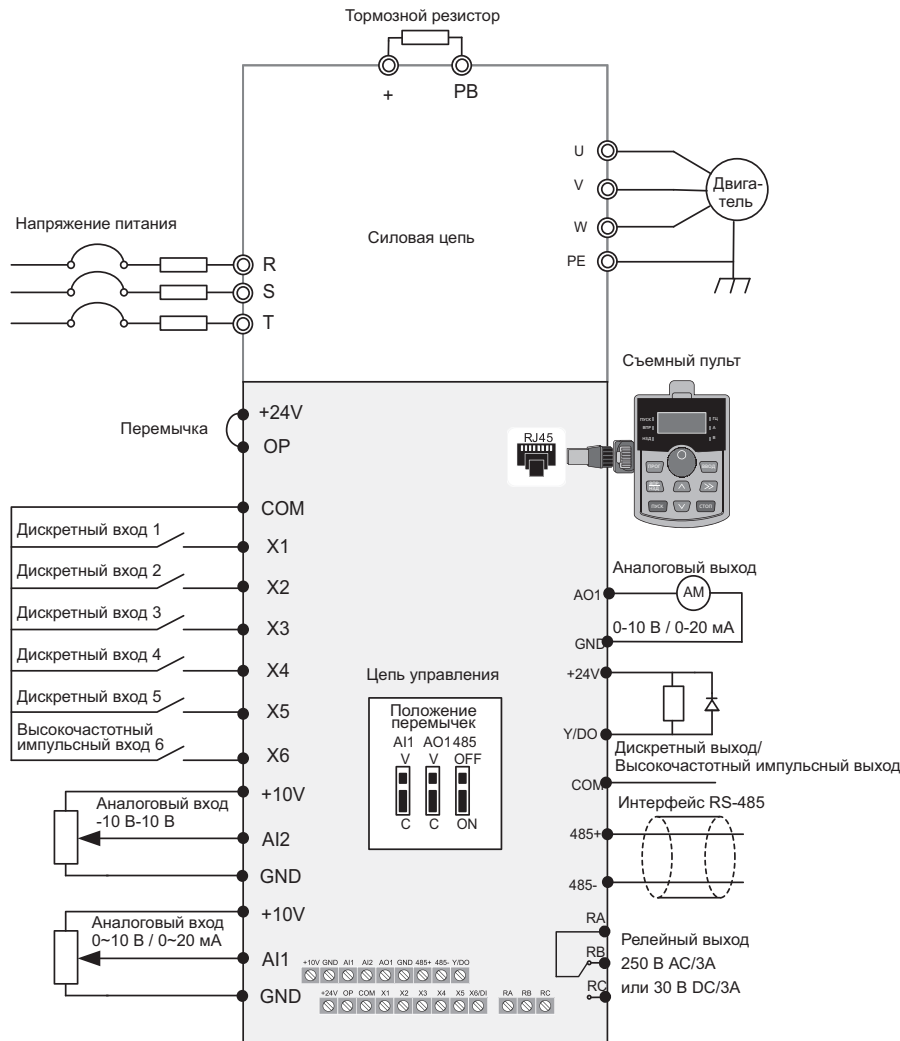 Тормозной резистор
+ PB
U
V
W
PE
Двига-
тель
Напряжение питания
Силовая цепь
R
S
T
Съемный пульт
Перемычка
+24V
OP
RJ45
ПУСК
ГЦ
А
ПРОГ
ВВОД
ПУСК
СТОП
COM
Дискретный вход 1
X1
Дискретный вход 2
X2
Дискретный вход 3
X3
Дискретный вход 4
X4
Дискретный вход 5
X5
Высокочастотный
импульсный вход 6
X6
+10V
Аналоговый вход
-10 В-10 В
AI2
GND
+10V
Аналоговый вход
0~10 В / 0~20 мА
AI1
GND
Цепь управления
Положение
перемычек
AI1 AO1 485
V V OFF
C C ON
Аналоговый выход
AO1
AM
0-10 В / 0-20 мА
GND
+24V
Y/DO
Дискретный выход/
Высокочастотный импульсный выход
COM
Интерфейс RS-485
485+
485-
RA
Релейный выход
RB
250 В AC/3A
RC
или 30 В DC/3A
+10V GND AI1 AI2 AO1 GND 485+ 485- Y/DO
+24V OP COM X1 X2 X3 X4 X5 X6/DI RA RB RC